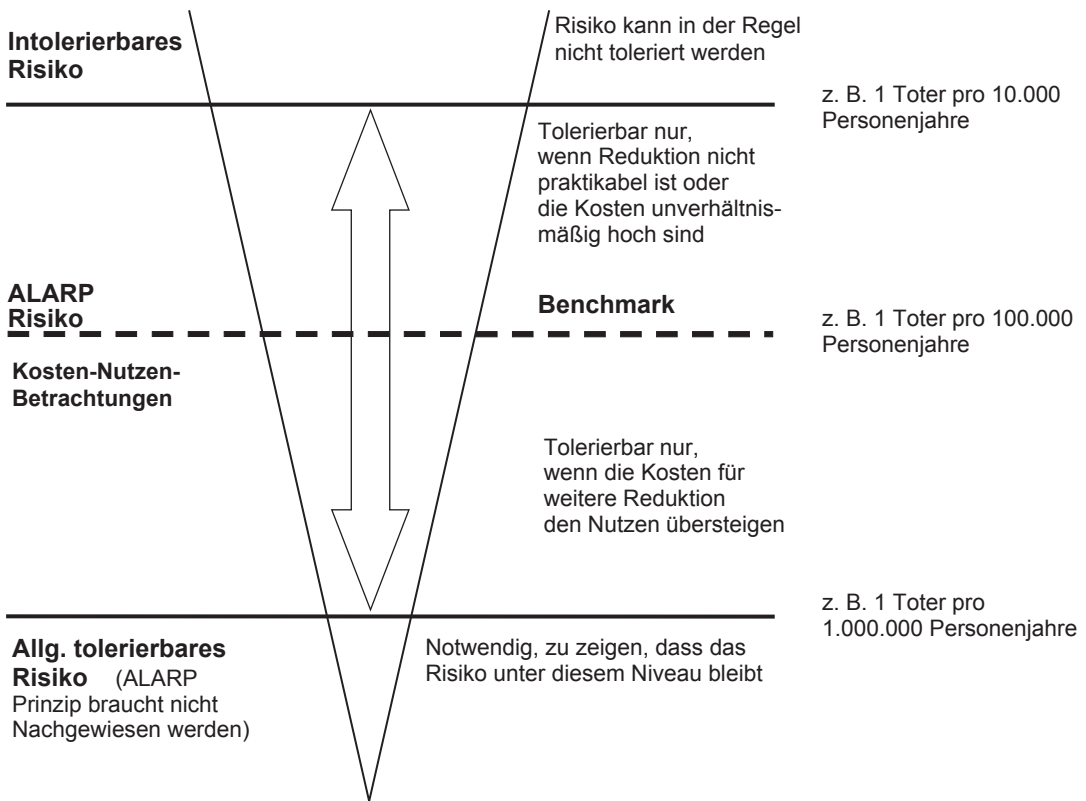 Intolerierbares
Risiko
Risiko kann in der Regel
nicht toleriert werden
z. B. 1 Toter pro 10.000
Personenjahre
Tolerierbar nur,
wenn Reduktion nicht
praktikabel ist oder
die Kosten unverhältnis-
mäßig hoch sind
ALARP
Risiko
Benchmark
z. B. 1 Toter pro 100.000
Personenjahre
Kosten-Nutzen-
Betrachtungen
Tolerierbar nur,
wenn die Kosten für
weitere Reduktion
den Nutzen übersteigen
z. B. 1 Toter pro
1.000.000 Personenjahre
Allg. tolerierbares
Risiko (ALARP
Prinzip braucht nicht
Nachgewiesen werden)
Notwendig, zu zeigen, dass das
Risiko unter diesem Niveau bleibt